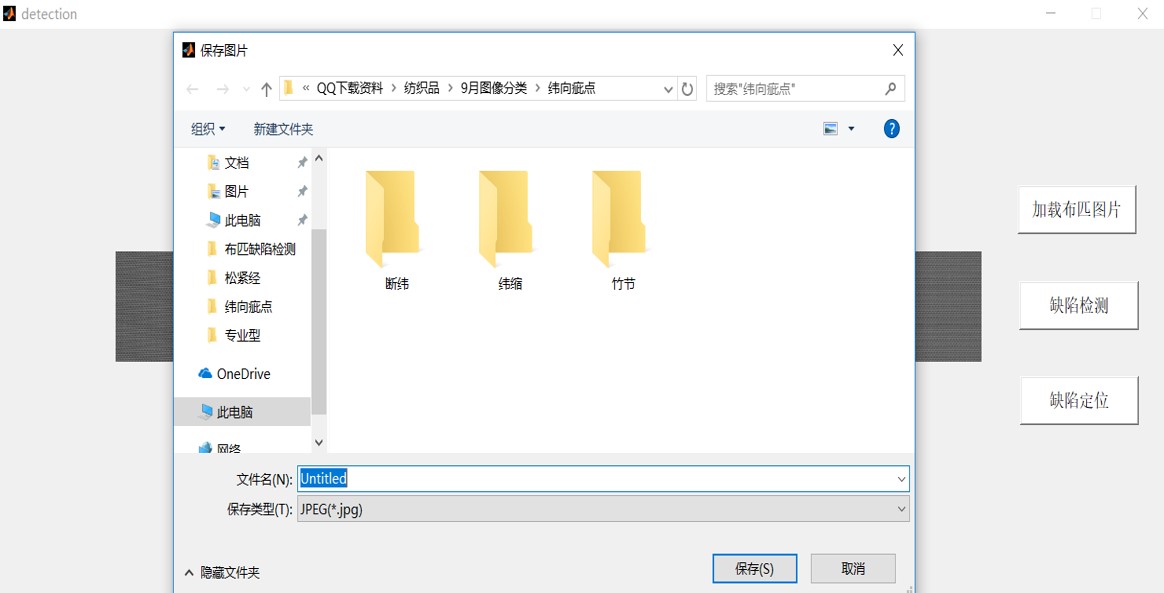 detection
保存图片
« QQ下载资料 › 纺织品 › 9月图像分类 › 纬向疵点
搜索"纬向疵点"
组织 新建文件夹
文档
图片
此电脑
布匹缺陷检测
松紧经
纬向疵点
专业型
OneDrive
此电脑
网络
断纬
纬缩
竹节
文件名(N): Untitled
保存类型(T): JPEG(*.jpg)
隐藏文件夹
保存(S)
取消
加载布匹图片
缺陷检测
缺陷定位